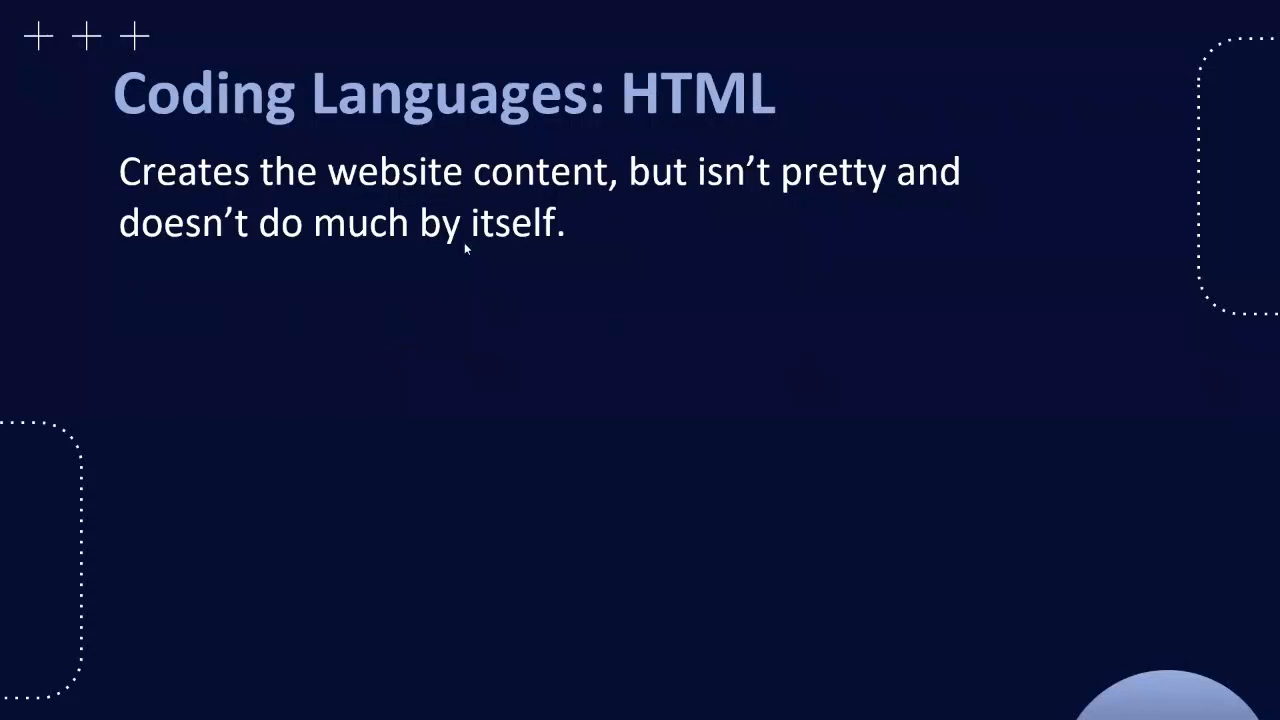 Coding Languages: HTML
Creates the website content, but isn’t pretty and
doesn’t do much by itself.